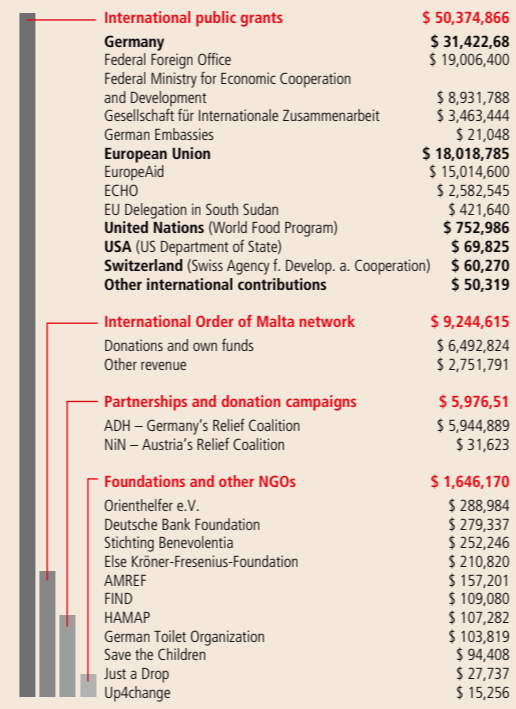 International public grants $ 50,374,866
Germany $ 31,422,68
Federal Foreign Office $ 19,006,400
Federal Ministry for Economic Cooperation
and Development $ 8,931,788
Gesellschaft für Internationale Zusammenarbeit $ 3,463,444
German Embassies $ 21,048
European Union $ 18,018,785
EuropeAid $ 15,014,600
ECHO $ 2,582,545
EU Delegation in South Sudan $ 421,640
United Nations (World Food Program) $ 752,986
USA (US Department of State) $ 69,825
Switzerland (Swiss Agency f. Develop. a. Cooperation) $ 60,270
Other international contributions $ 50,319
International Order of Malta network $ 9,244,615
Donations and own funds $ 6,492,824
Other revenue $ 2,751,791
Partnerships and donation campaigns $ 5,976,51
ADH – Germany's Relief Coalition $ 5,944,889
NiN – Austria's Relief Coalition $ 31,623
Foundations and other NGOs $ 1,646,170
Orienthelfer e.V. $ 288,984
Deutsche Bank Foundation $ 279,337
Stichting Benevolentia $ 252,246
Else Kröner-Fresenius-Foundation $ 210,820
AMREF $ 157,201
FIND $ 109,080
HAMAP $ 107,282
German Toilet Organization $ 103,819
Save the Children $ 94,408
Just a Drop $ 27,737
Up4change $ 15,256